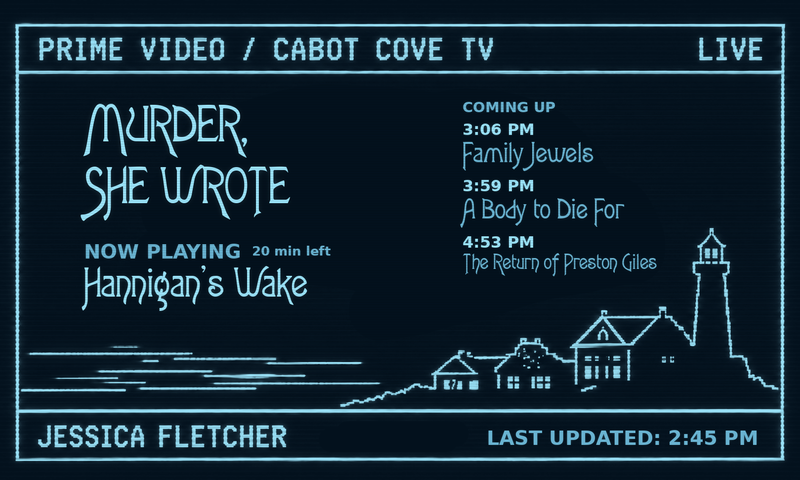 PRIME VIDEO / CABOT COVE TV
LIVE
MURDER,
SHE WROTE
NOW PLAYING 20 min left
Hannigan's Wake
COMING UP
3:06 PM
Family Jewels
3:59 PM
A Body to Die For
4:53 PM
The Return of Preston Giles
JESSICA FLETCHER
LAST UPDATED: 2:45 PM